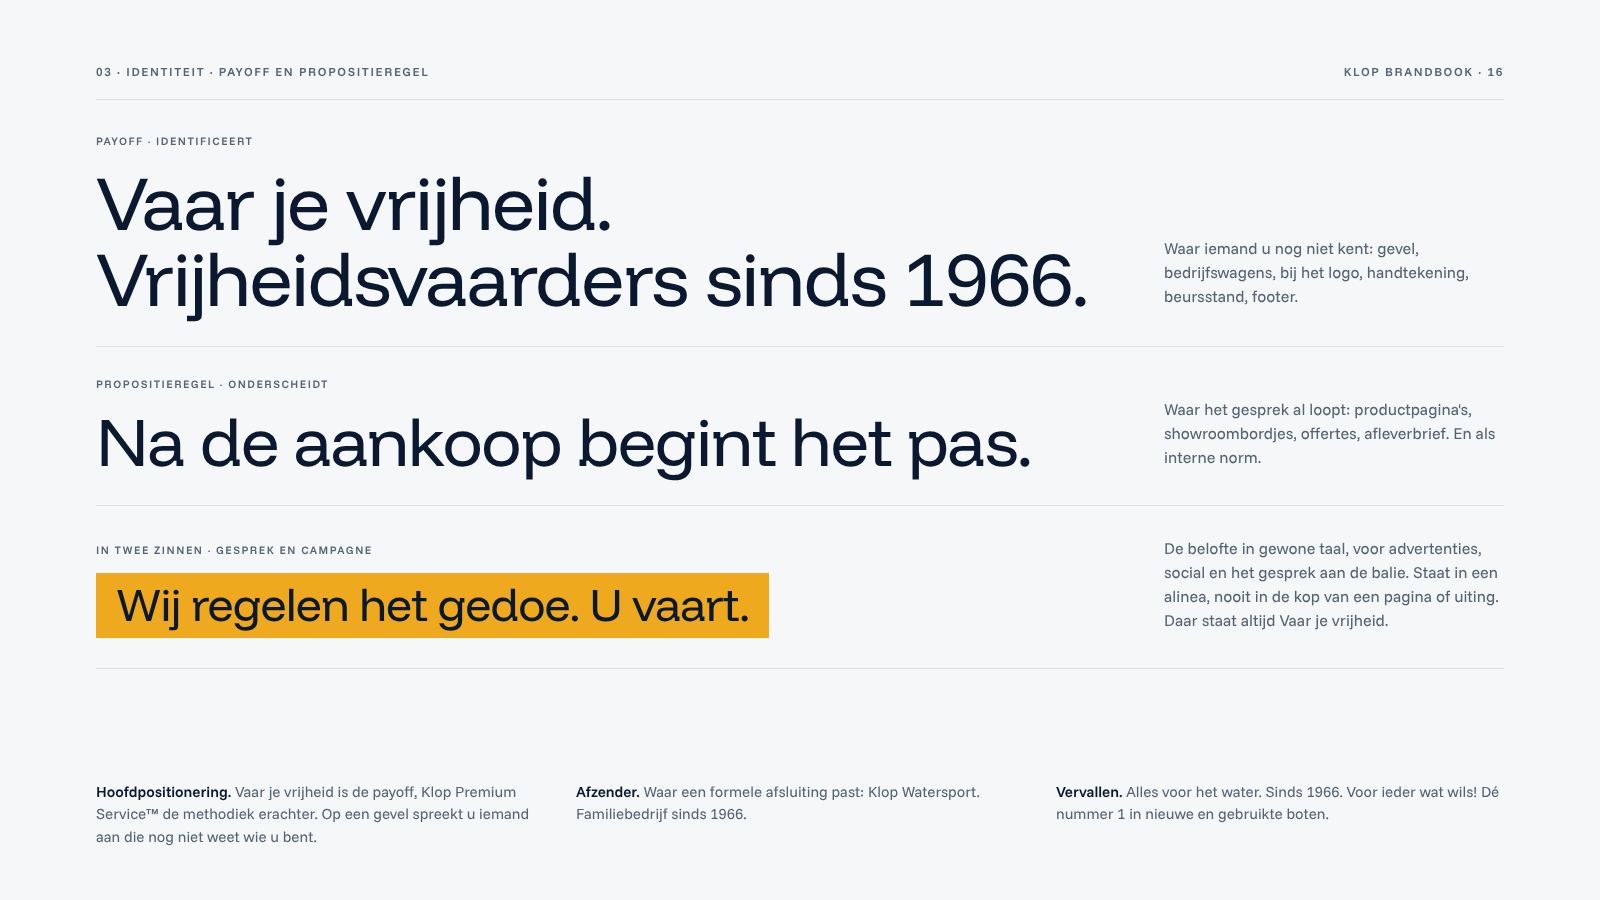 03 · IDENTITEIT · PAYOFF EN PROPOSITIEREGEL
KLOP BRANDBOOK · 16
PAYOFF · IDENTIFICEERT
Vaar je vrijheid.
Vrijheidsvaarders sinds 1966.
Waar iemand u nog niet kent: gevel,
bedrijfswagens, bij het logo, handtekening,
beursstand, footer.
PROPOSITIEREGEL · ONDERSCHEIDT
Na de aankoop begint het pas.
Waar het gesprek al loopt: productpagina's,
showroombordjes, offertes, afleverbrief. En als
interne norm.
IN TWEE ZINNEN · GESPREK EN CAMPAGNE
Wij regelen het gedoe. U vaart.
De belofte in gewone taal, voor advertenties,
social en het gesprek aan de balie. Staat in een
alinea, nooit in de kop van een pagina of uiting.
Daar staat altijd Vaar je vrijheid.
Hoofdpositionering. Vaar je vrijheid is de payoff, Klop Premium
Service™ de methodiek erachter. Op een gevel spreekt u iemand
aan die nog niet weet wie u bent.
Afzender. Waar een formele afsluiting past: Klop Watersport.
Familiebedrijf sinds 1966.
Vervallen. Alles voor het water. Sinds 1966. Voor ieder wat wils! Dé
nummer 1 in nieuwe en gebruikte boten.